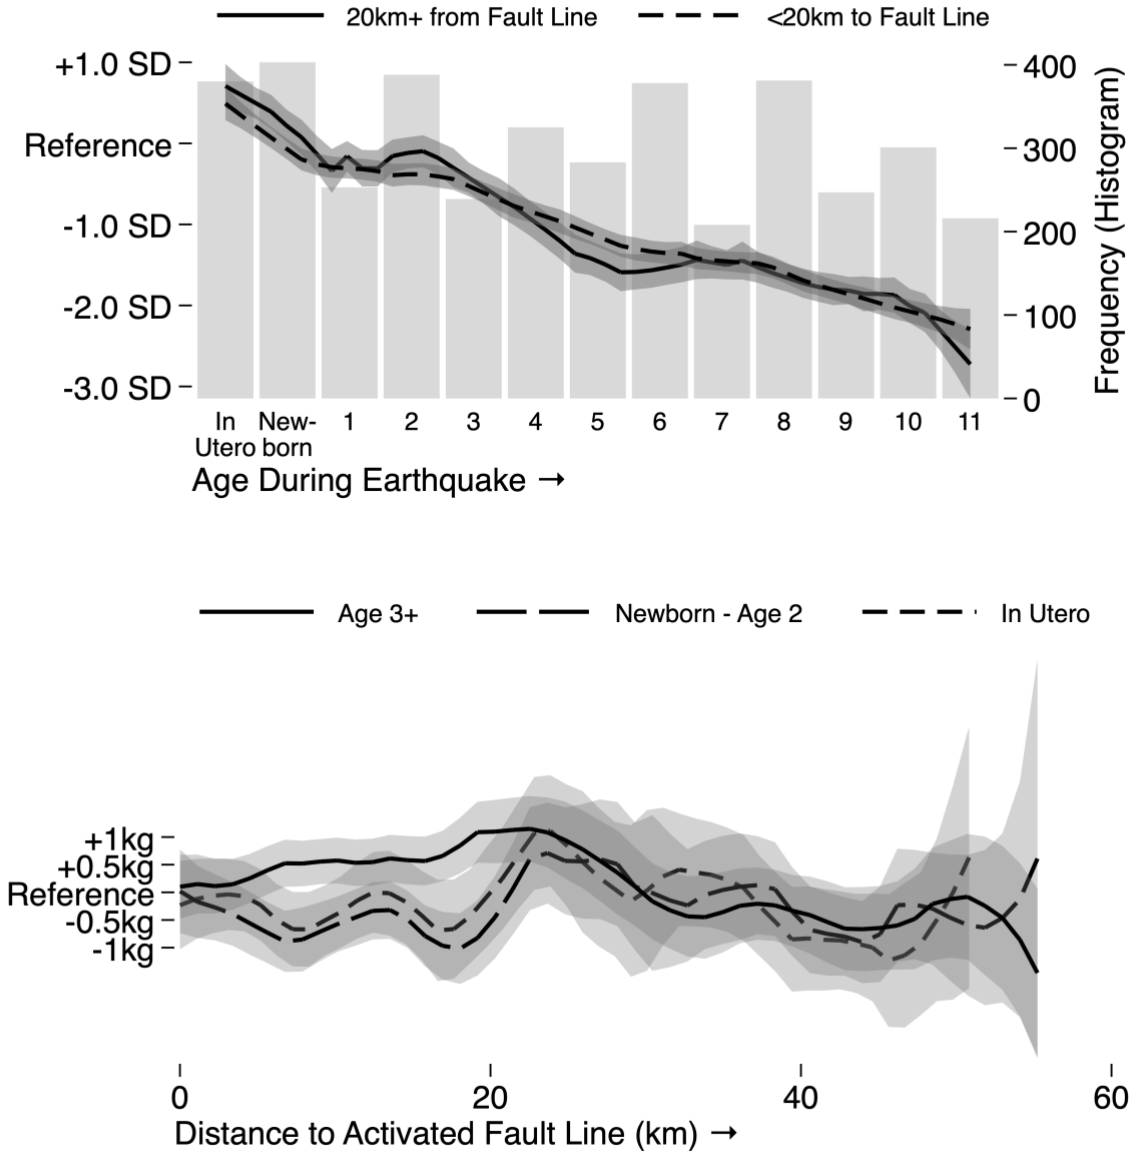 20km+ from Fault Line <20km to Fault Line
+1.0 SD
Reference
-1.0 SD
-2.0 SD
-3.0 SD
400
300
200
100
0
Frequency (Histogram)
In Utero New-born 1 2 3 4 5 6 7 8 9 10 11
Age During Earthquake →
Age 3+ Newborn - Age 2 In Utero
+1kg
+0.5kg
Reference
-0.5kg
-1kg
0 20 40 60
Distance to Activated Fault Line (km) →